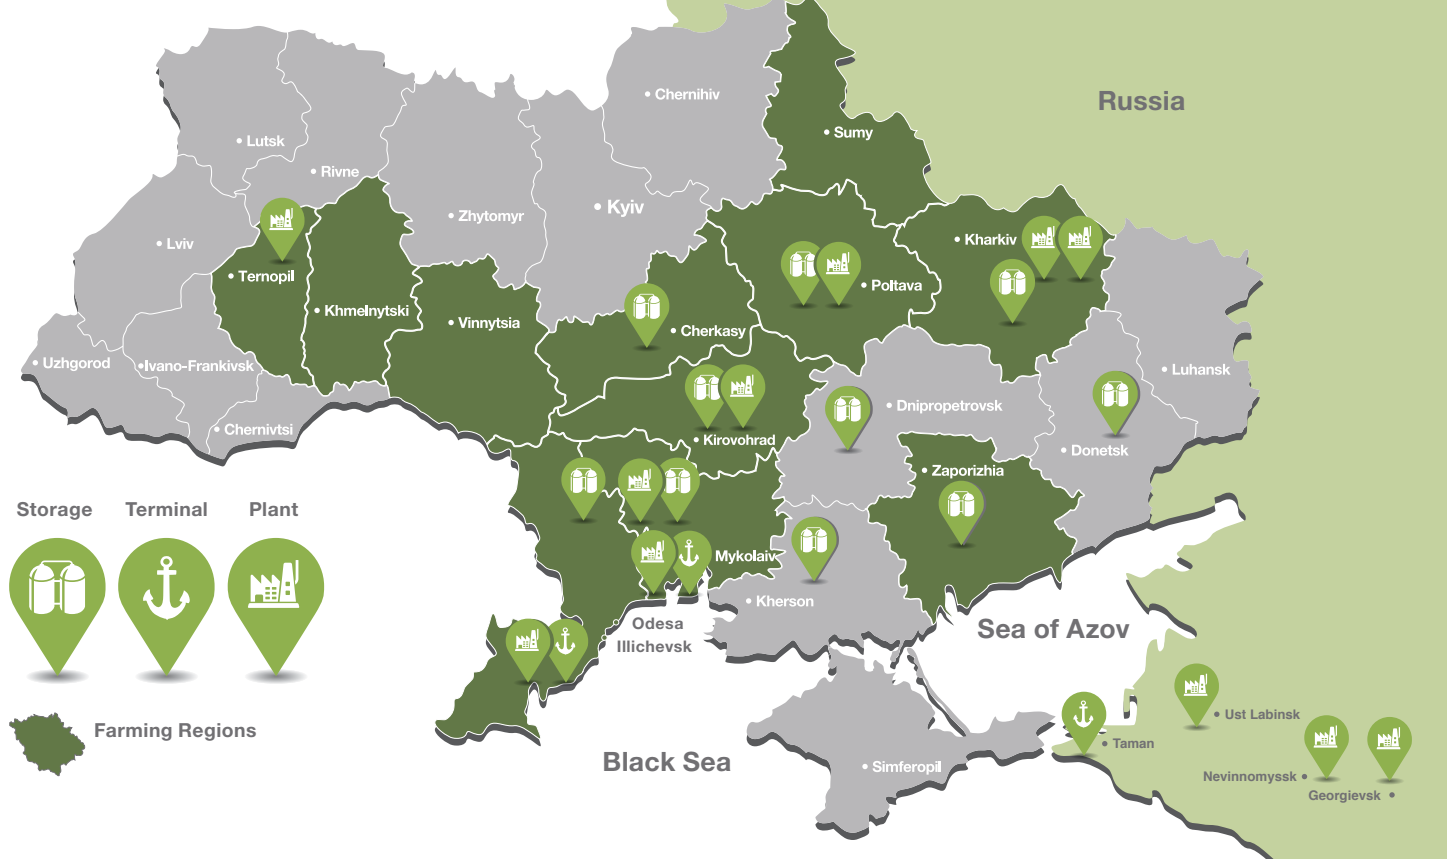 Chernihiv
Russia
Sumy
Lutsk
Rivne
Kyiv
Zhytomyr
Lviv
Kharkiv
Ternopil
Poltava
Khmelnytski
Vinnytsia
Cherkasy
Uzhgorod
Ivano-Frankivsk
Luhansk
Dnipropetrovsk
Chernivtsi
Kirovohrad
Donetsk
Zaporizhia
Storage Terminal Plant
Mykolaiv
Kherson
Odesa
Illichevsk
Sea of Azov
Farming Regions
Ust Labinsk
Taman
Black Sea
Simferopil
Nevinnomyssk
Georgievsk